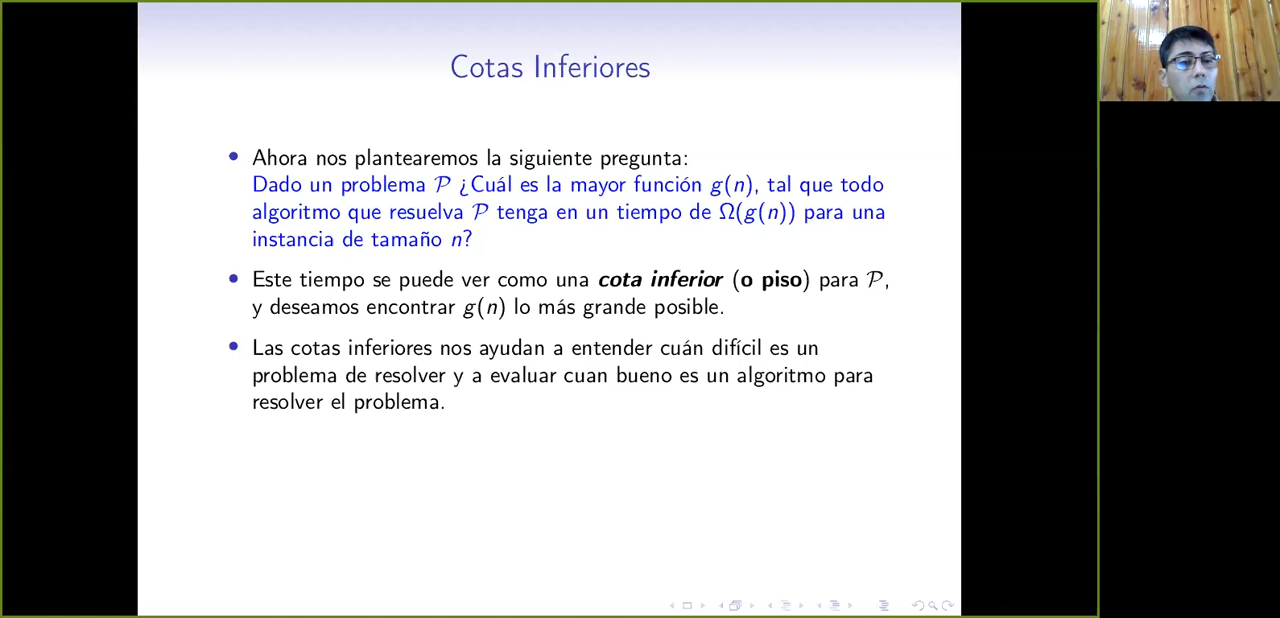 Cotas Inferiores
• Ahora nos plantearemos la siguiente pregunta:
Dado un problema 𝒫 ¿Cuál es la mayor función g(n), tal que todo
algoritmo que resuelva 𝒫 tenga en un tiempo de Ω(g(n)) para una
instancia de tamaño n?
• Este tiempo se puede ver como una cota inferior (o piso) para 𝒫,
y deseamos encontrar g(n) lo más grande posible.
• Las cotas inferiores nos ayudan a entender cuán difícil es un
problema de resolver y a evaluar cuan bueno es un algoritmo para
resolver el problema.